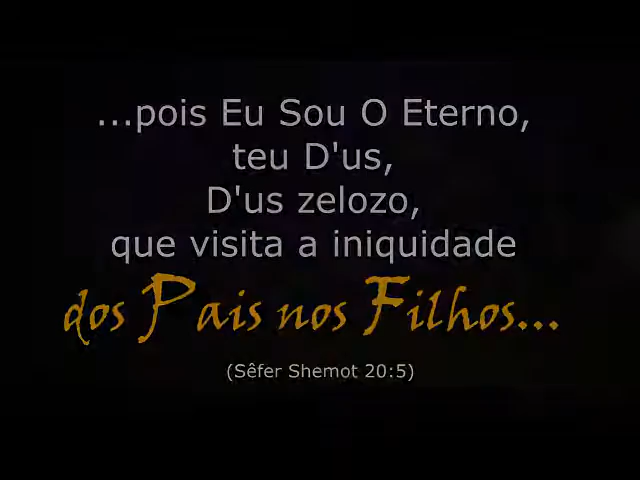 ...pois Eu Sou O Eterno,
teu D'us,
D'us zelozo,
que visita a iniquidade
dos Pais nos Filhos...
(Sêfer Shemot 20:5)